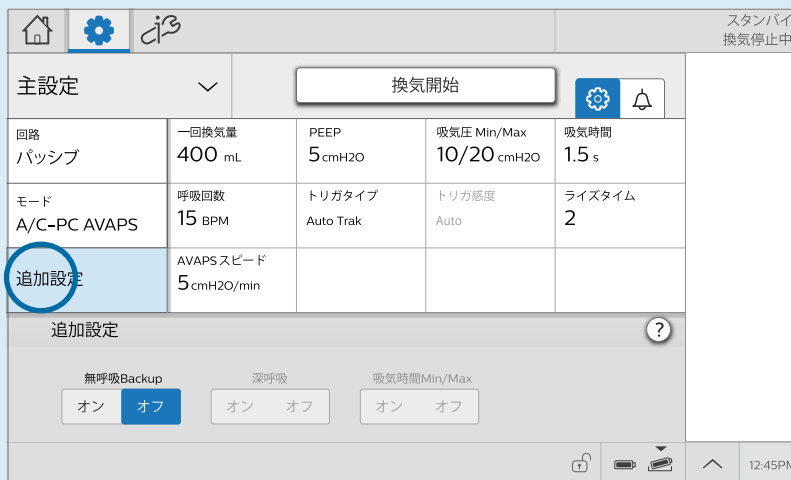 スタンバイ
換気停止中
主設定
換気開始
回路
パッシブ
一回換気量
400 mL
PEEP
5 cmH2O
吸気圧 Min/Max
10/20 cmH2O
吸気時間
1.5 s
モード
A/C-PC AVAPS
呼吸回数
15 BPM
トリガタイプ
Auto Trak
トリガ感度
Auto
ライズタイム
2
追加設定
AVAPSスピード
5 cmH2O/min
追加設定
?
無呼吸Backup
オン オフ
深呼吸
オン オフ
吸気時間Min/Max
オン オフ
12:45PM